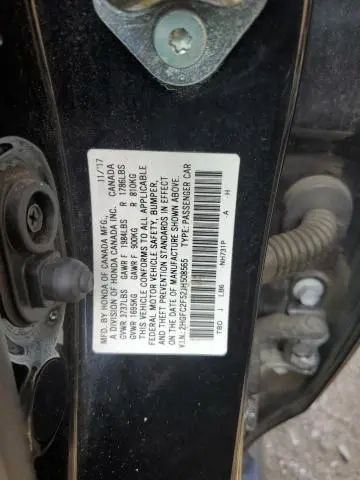 MFD. BY HONDA OF CANADA MFG., 11/17
A DIVISION OF HONDA CANADA INC. CANADA
GVWR 3737LBS GAWR F 1984LBS R 1786LBS
GVWR 1695KG GAWR F 900KG R 810KG
THIS VEHICLE CONFORMS TO ALL APPLICABLE
FEDERAL MOTOR VEHICLE SAFETY, BUMPER,
AND THEFT PREVENTION STANDARDS IN EFFECT
ON THE DATE OF MANUFACTURE SHOWN ABOVE.
V.I.N.: 2HGFC2F52JH508565 TYPE: PASSENGER CAR
TBD J LB6 NH731P A -H